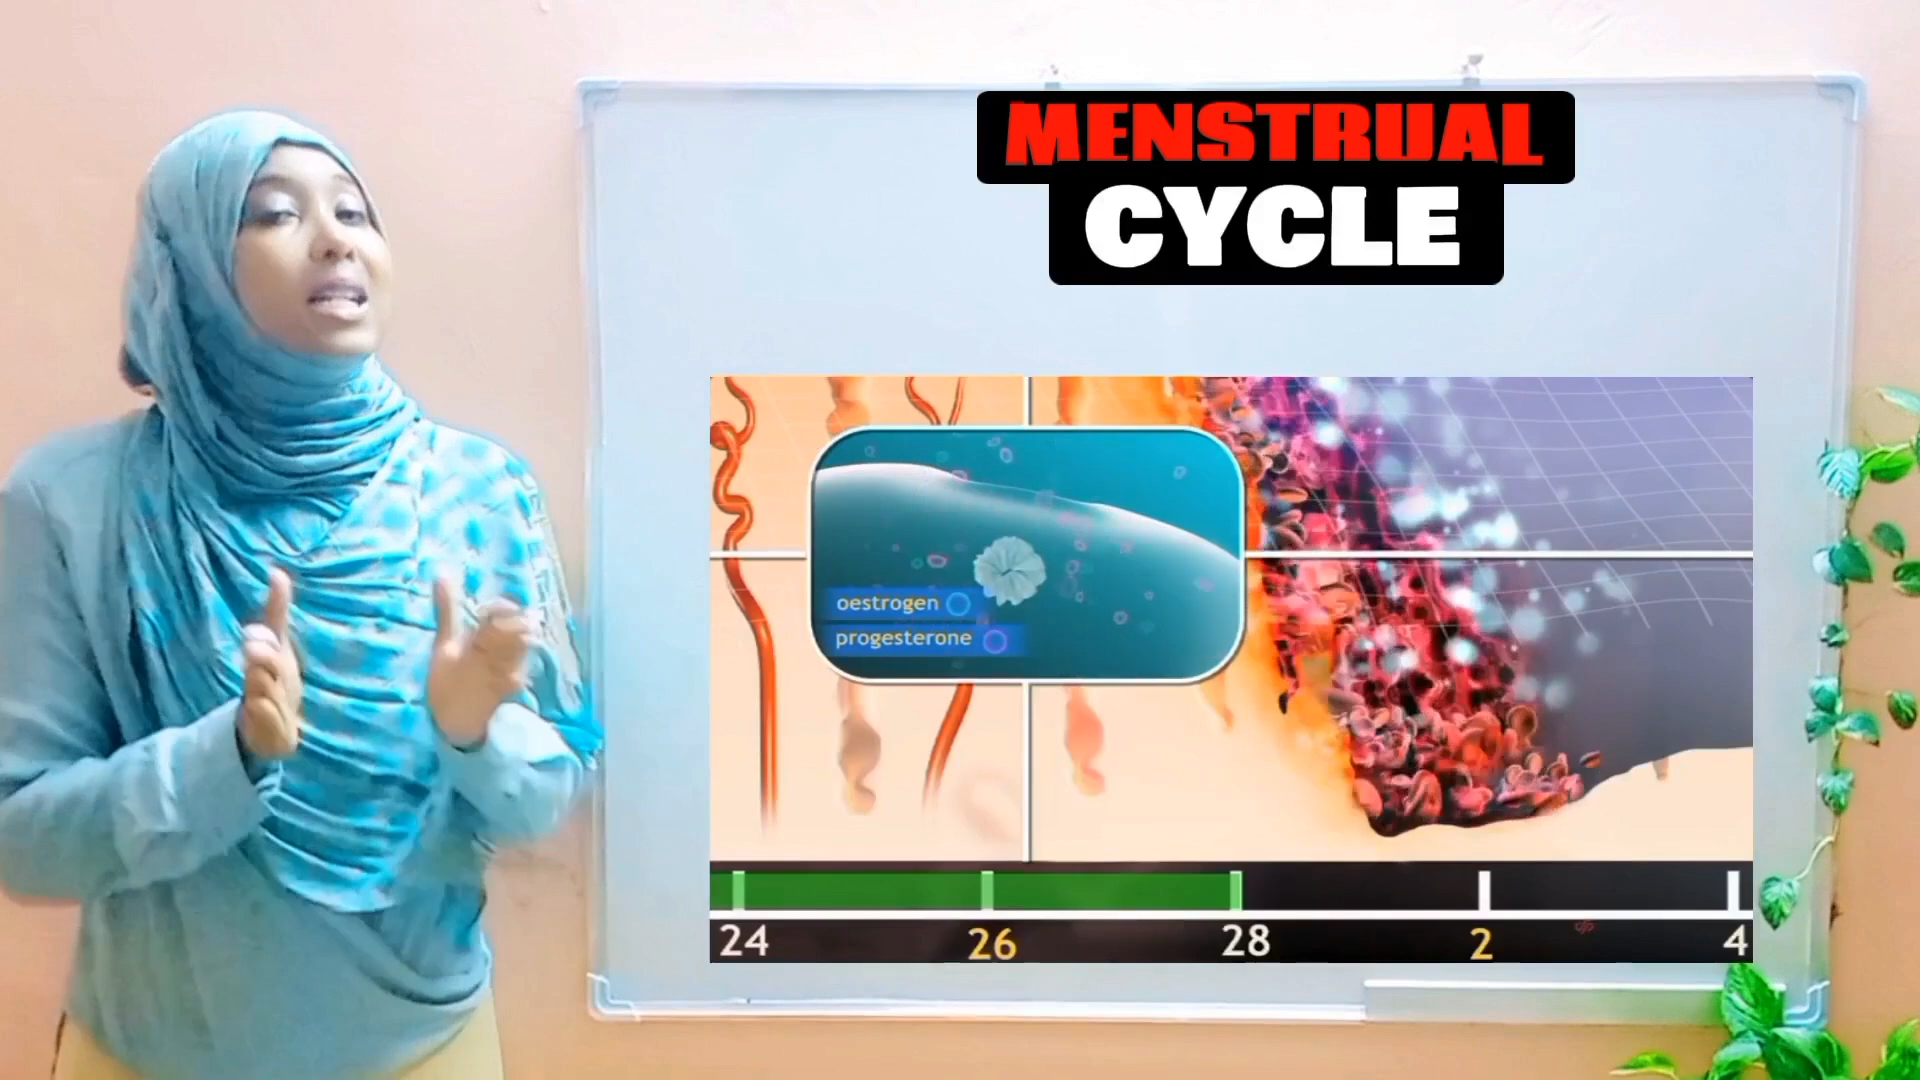 MENSTRUAL
CYCLE
oestrogen
progesterone
24 26 28 2 4